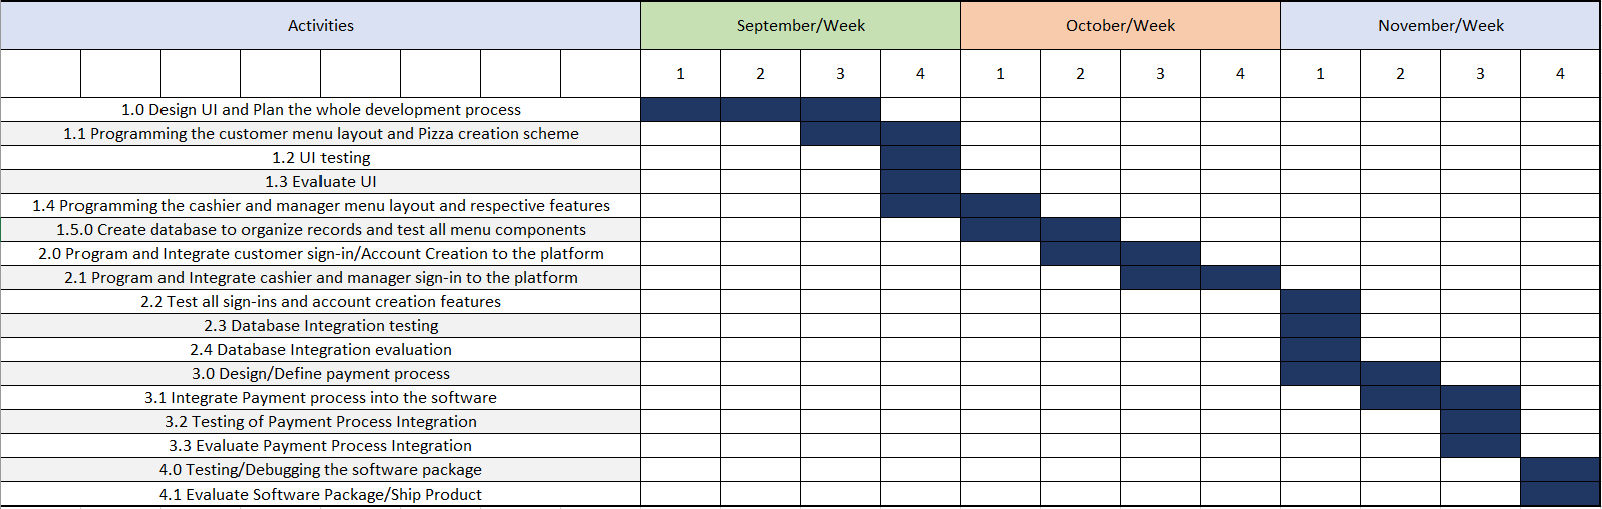 Activities September/Week October/Week November/Week
1 2 3 4 1 2 3 4 1 2 3 4
1.0 Design UI and Plan the whole development process
1.1 Programming the customer menu layout and Pizza creation scheme
1.2 UI testing
1.3 Evaluate UI
1.4 Programming the cashier and manager menu layout and respective features
1.5.0 Create database to organize records and test all menu components
2.0 Program and Integrate customer sign-in/Account Creation to the platform
2.1 Program and Integrate cashier and manager sign-in to the platform
2.2 Test all sign-ins and account creation features
2.3 Database Integration testing
2.4 Database Integration evaluation
3.0 Design/Define payment process
3.1 Integrate Payment process into the software
3.2 Testing of Payment Process Integration
3.3 Evaluate Payment Process Integration
4.0 Testing/Debugging the software package
4.1 Evaluate Software Package/Ship Product